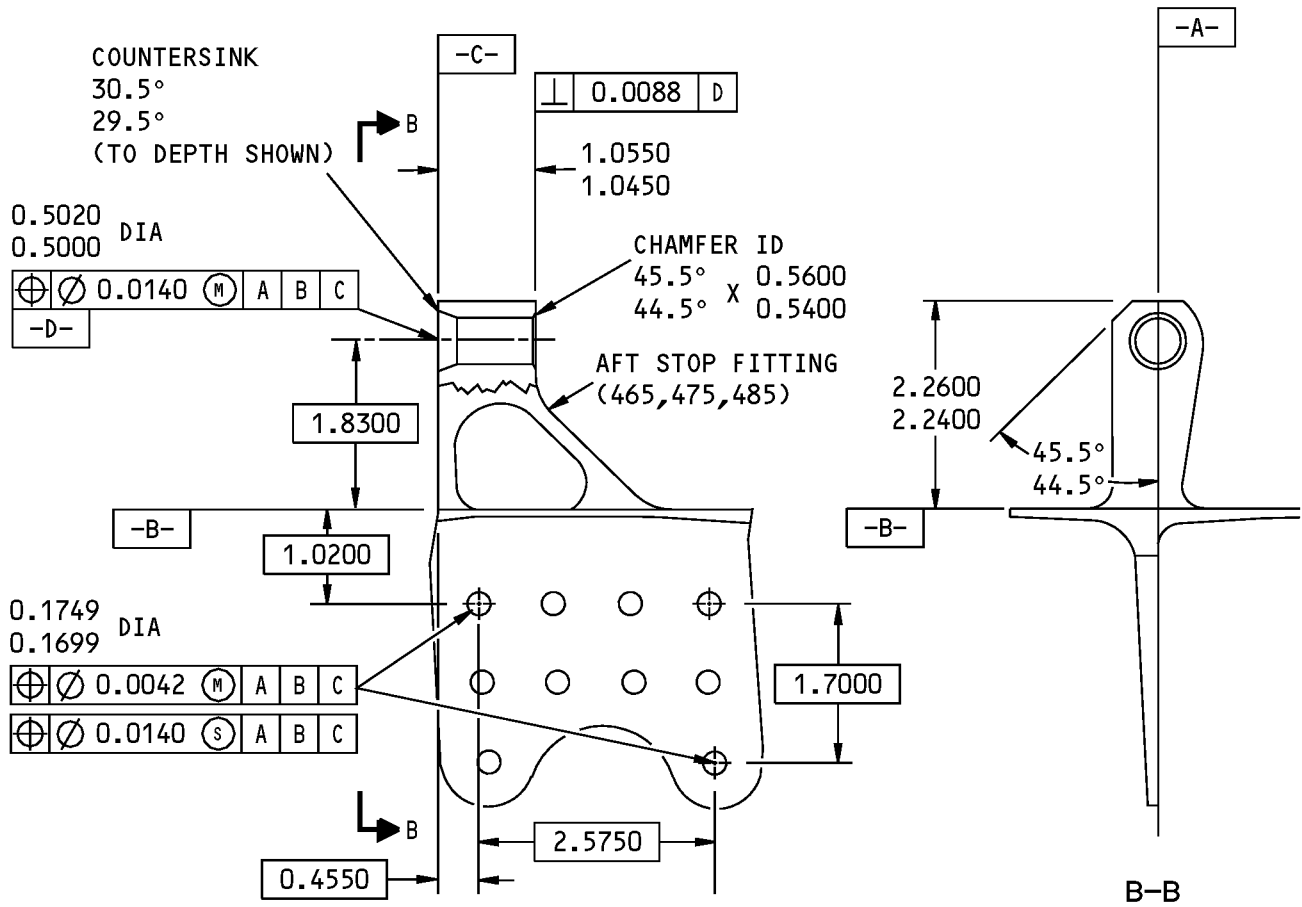 -A-
-C-
COUNTERSINK
30.5°
29.5°
(TO DEPTH SHOWN)
⊥ 0.0088 D
B
1.0550
1.0450
0.5020
0.5000 DIA
⌖ ∅ 0.0140 Ⓜ A B C
-D-
CHAMFER ID
45.5° X 0.5600
44.5° 0.5400
AFT STOP FITTING
(465,475,485)
1.8300
2.2600
2.2400
45.5°
44.5°
-B-
-B-
1.0200
0.1749
0.1699 DIA
⌖ ∅ 0.0042 Ⓜ A B C
⌖ ∅ 0.0140 Ⓢ A B C
1.7000
B
2.5750
0.4550
B-B